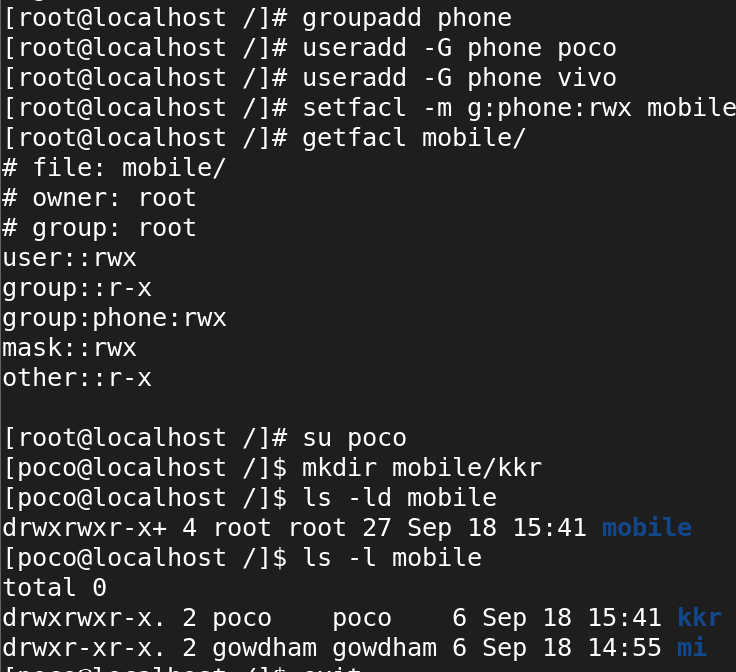 [root@localhost /]# groupadd phone
[root@localhost /]# useradd -G phone poco
[root@localhost /]# useradd -G phone vivo
[root@localhost /]# setfacl -m g:phone:rwx mobile
[root@localhost /]# getfacl mobile/
# file: mobile/
# owner: root
# group: root
user::rwx
group::r-x
group:phone:rwx
mask::rwx
other::r-x
[root@localhost /]# su poco
[poco@localhost /]$ mkdir mobile/kkr
[poco@localhost /]$ ls -ld mobile
drwxrwxr-x+ 4 root root 27 Sep 18 15:41 mobile
[poco@localhost /]$ ls -l mobile
total 0
drwxrwxr-x. 2 poco    poco    6 Sep 18 15:41 kkr
drwxr-xr-x. 2 gowdham gowdham 6 Sep 18 14:55 mi
[poco@localhost /]$ exit